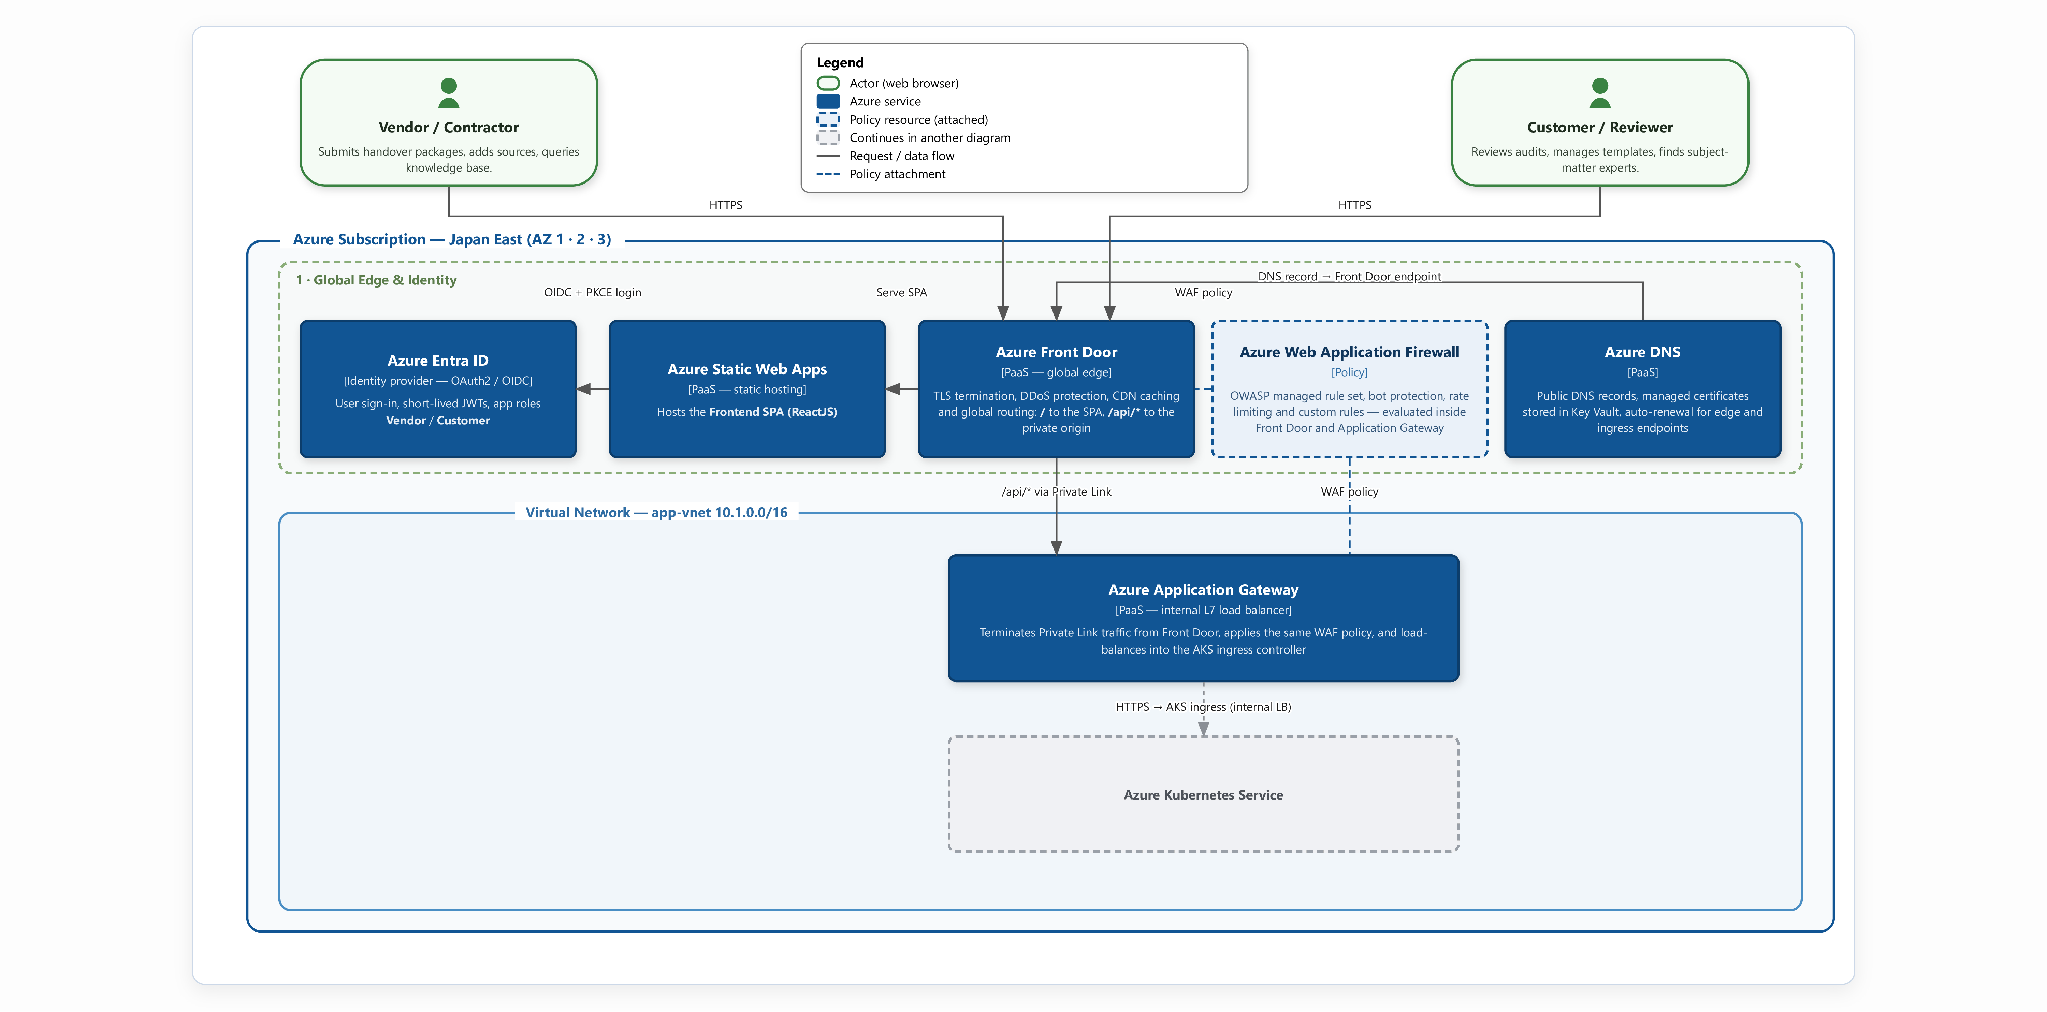 Vendor / Contractor
Submits handover packages, adds sources, queries
knowledge base.
Legend
Actor (web browser)
Azure service
Policy resource (attached)
Continues in another diagram
Request / data flow
Policy attachment
Customer / Reviewer
Reviews audits, manages templates, finds subject-
matter experts.
HTTPS
HTTPS
Azure Subscription — Japan East (AZ 1 · 2 · 3)
1 · Global Edge & Identity
DNS record → Front Door endpoint
OIDC + PKCE login
Serve SPA
WAF policy
Azure Entra ID
[Identity provider — OAuth2 / OIDC]
User sign-in, short-lived JWTs, app roles
Vendor / Customer
Azure Static Web Apps
[PaaS — static hosting]
Hosts the Frontend SPA (ReactJS)
Azure Front Door
[PaaS — global edge]
TLS termination, DDoS protection, CDN caching
and global routing: / to the SPA, /api/* to the
private origin
Azure Web Application Firewall
[Policy]
OWASP managed rule set, bot protection, rate
limiting and custom rules — evaluated inside
Front Door and Application Gateway
Azure DNS
[PaaS]
Public DNS records, managed certificates
stored in Key Vault, auto-renewal for edge and
ingress endpoints
/api/* via Private Link
WAF policy
Virtual Network — app-vnet 10.1.0.0/16
Azure Application Gateway
[PaaS — internal L7 load balancer]
Terminates Private Link traffic from Front Door, applies the same WAF policy, and load-
balances into the AKS ingress controller
HTTPS → AKS ingress (internal LB)
Azure Kubernetes Service